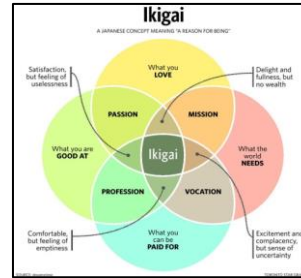 Ikigai
A JAPANESE CONCEPT MEANING "A REASON FOR BEING"
Satisfaction,
but feeling of
uselessness
What you
LOVE
Delight and
fullness, but
no wealth
PASSION
MISSION
What you are
GOOD AT
Ikigai
What the
world
NEEDS
PROFESSION
VOCATION
Comfortable,
but feeling of
emptiness
What you
can be
PAID FOR
Excitement and
complacency,
but sense of
uncertainty
TORONTO STAR